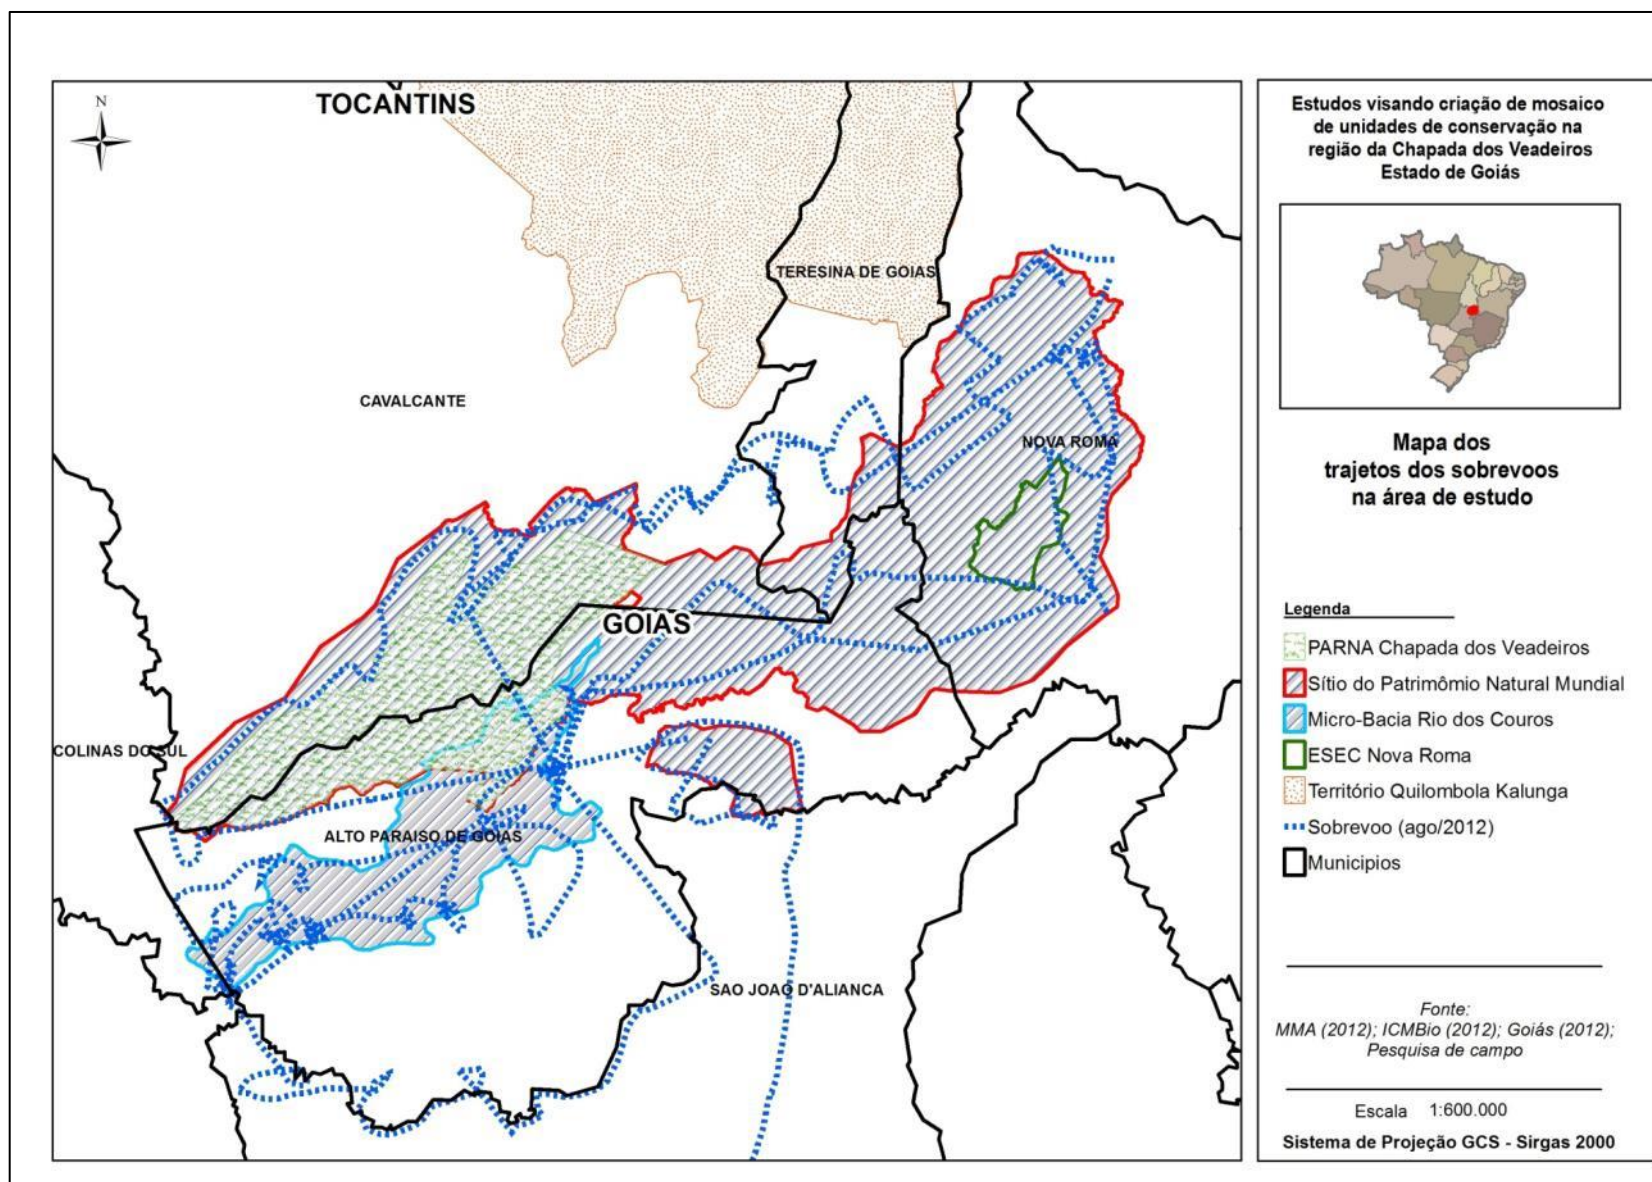 N
TOCANTINS
TERESINA DE GOIAS
CAVALCANTE
NOVA ROMA
GOIAS
COLINAS DO SUL
ALTO PARAISO DE GOIAS
SAO JOAO D'ALIANCA
Estudos visando criação de mosaico
de unidades de conservação na
região da Chapada dos Veadeiros
Estado de Goiás
Mapa dos
trajetos dos sobrevoos
na área de estudo
Legenda
PARNA Chapada dos Veadeiros
Sítio do Patrimômio Natural Mundial
Micro-Bacia Rio dos Couros
ESEC Nova Roma
Território Quilombola Kalunga
Sobrevoo (ago/2012)
Municipios
Fonte:
MMA (2012); ICMBio (2012); Goiás (2012);
Pesquisa de campo
Escala 1:600.000
Sistema de Projeção GCS - Sirgas 2000